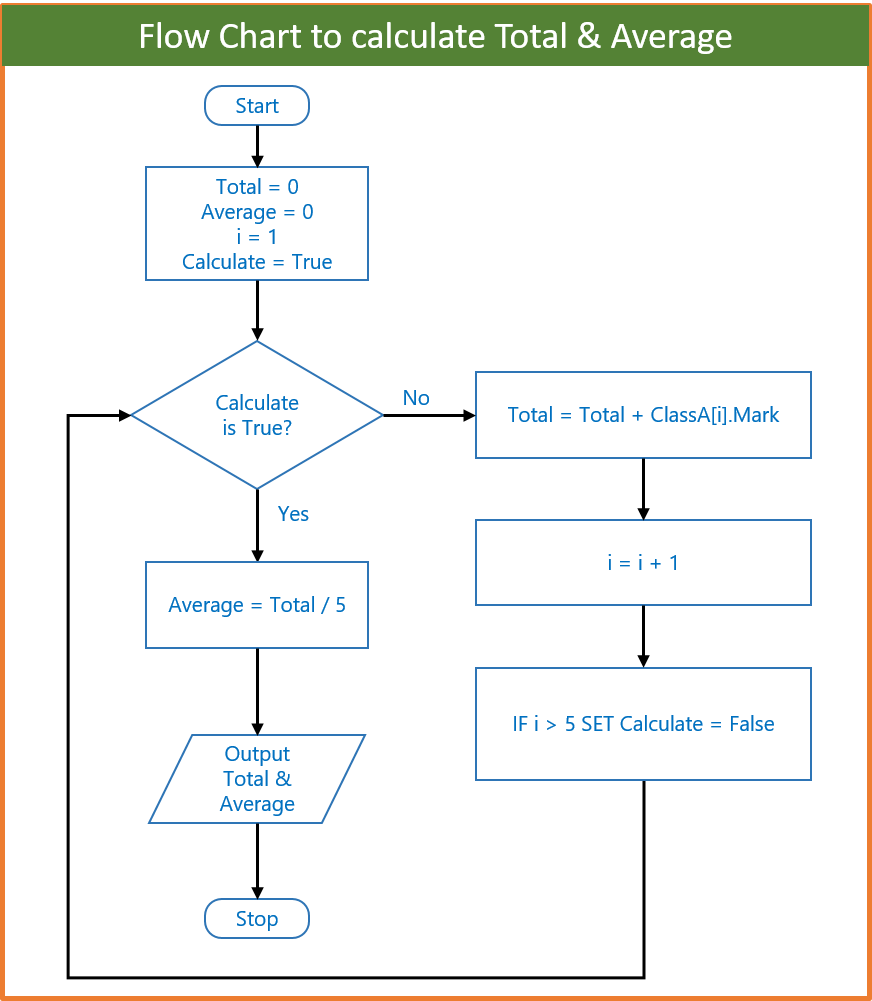 Flow Chart to calculate Total & Average
Start
Total = 0
Average = 0
i = 1
Calculate = True
Calculate
is True?
No
Total = Total + ClassA[i].Mark
Yes
i = i + 1
Average = Total / 5
IF i > 5 SET Calculate = False
Output
Total &
Average
Stop